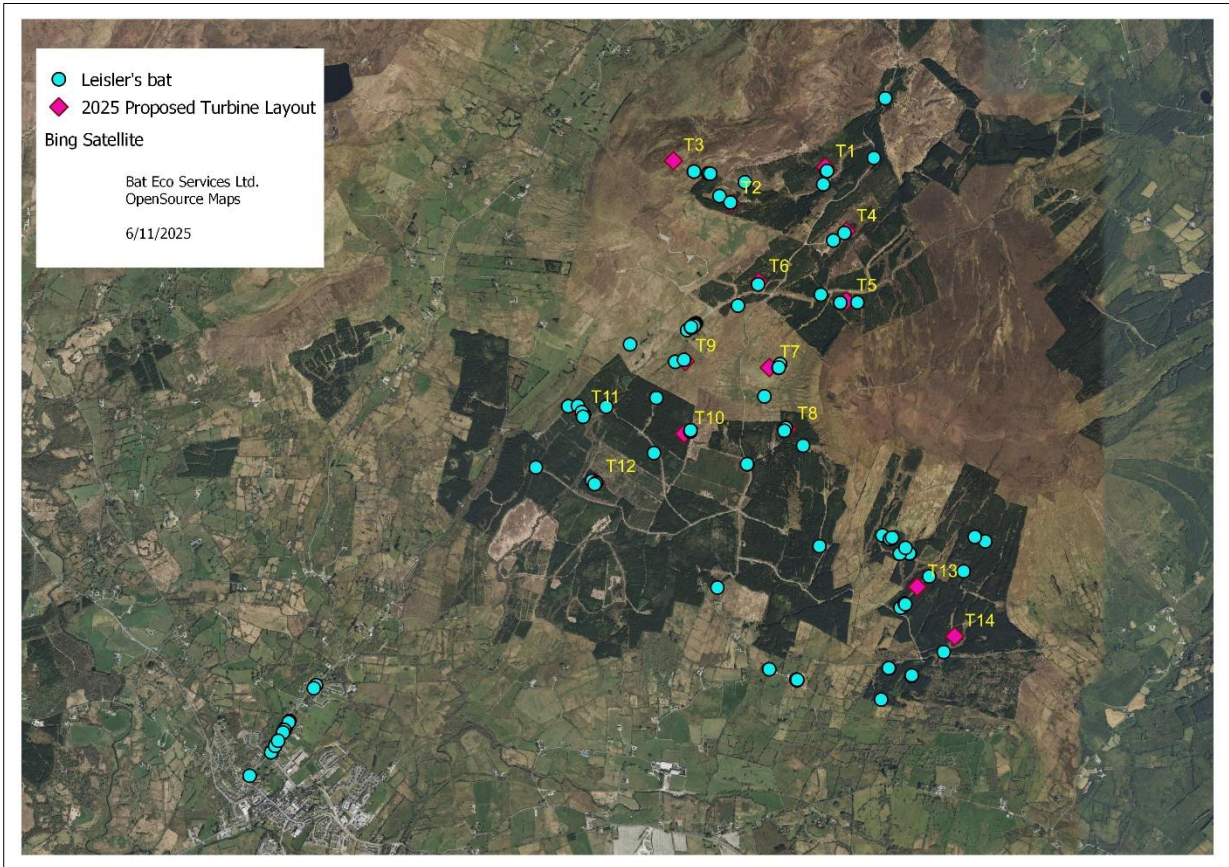 Leisler's bat
2025 Proposed Turbine Layout
Bing Satellite
Bat Eco Services Ltd.
OpenSource Maps
6/11/2025
T3
T1
T2
T4
T6
T5
T9
T7
T11
T10
T8
T12
T13
T14